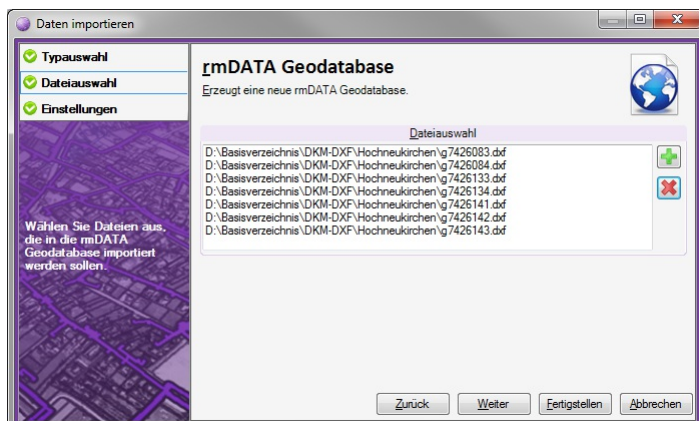 Daten importieren
Typauswahl
Dateiauswahl
Einstellungen
Wählen Sie Dateien aus,
die in die rmDATA
Geodatabase importiert
werden sollen.
rmDATA Geodatabase
Erzeugt eine neue rmDATA Geodatabase.
Dateiauswahl
D:\Basisverzeichnis\DKM-DXF\Hochneukirchen\g7426083.dxf
D:\Basisverzeichnis\DKM-DXF\Hochneukirchen\g7426084.dxf
D:\Basisverzeichnis\DKM-DXF\Hochneukirchen\g7426133.dxf
D:\Basisverzeichnis\DKM-DXF\Hochneukirchen\g7426134.dxf
D:\Basisverzeichnis\DKM-DXF\Hochneukirchen\g7426141.dxf
D:\Basisverzeichnis\DKM-DXF\Hochneukirchen\g7426142.dxf
D:\Basisverzeichnis\DKM-DXF\Hochneukirchen\g7426143.dxf
Zurück Weiter Fertigstellen Abbrechen